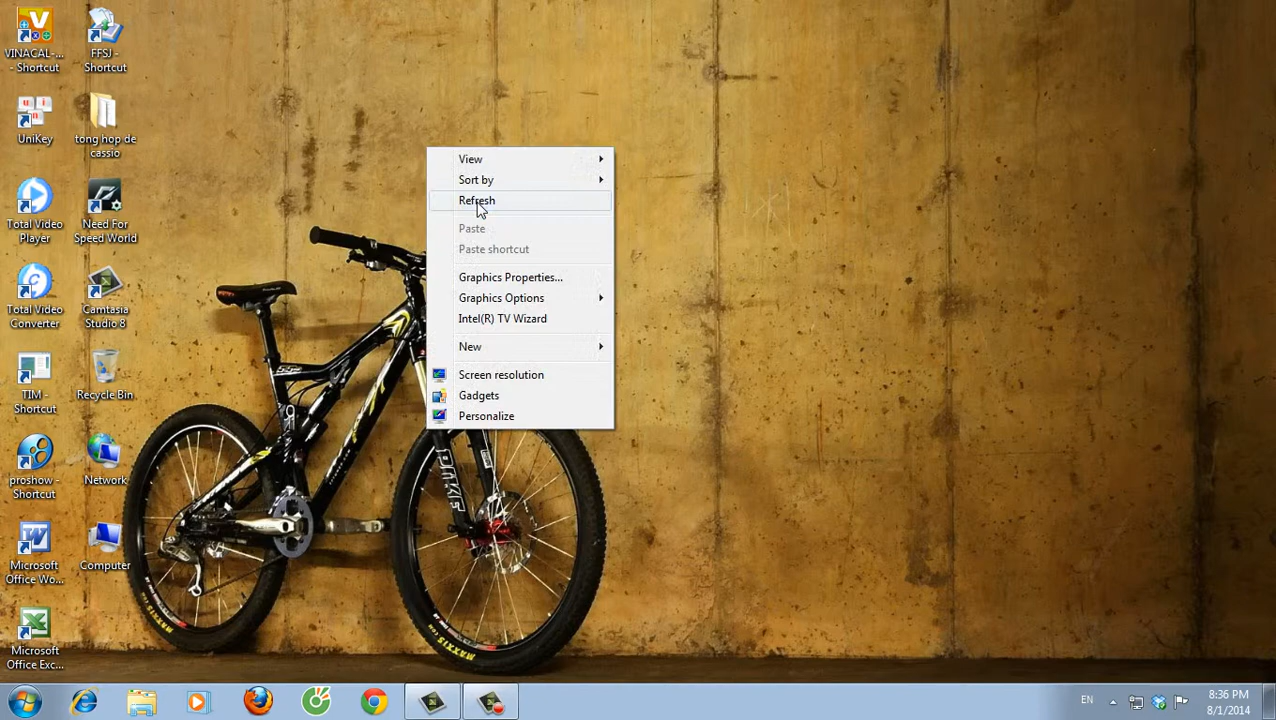 VINACAL-...
- Shortcut
FFSJ -
Shortcut
UniKey
tong hop de
cassio
Total Video
Player
Need For
Speed World
Total Video
Converter
Camtasia
Studio 8
TIM -
Shortcut
Recycle Bin
proshow -
Shortcut
Network
Microsoft
Office Wo...
Computer
Microsoft
Office Exc...
View
Sort by
Refresh
Paste
Paste shortcut
Graphics Properties...
Graphics Options
Intel(R) TV Wizard
New
Screen resolution
Gadgets
Personalize
EN
8:36 PM
8/1/2014